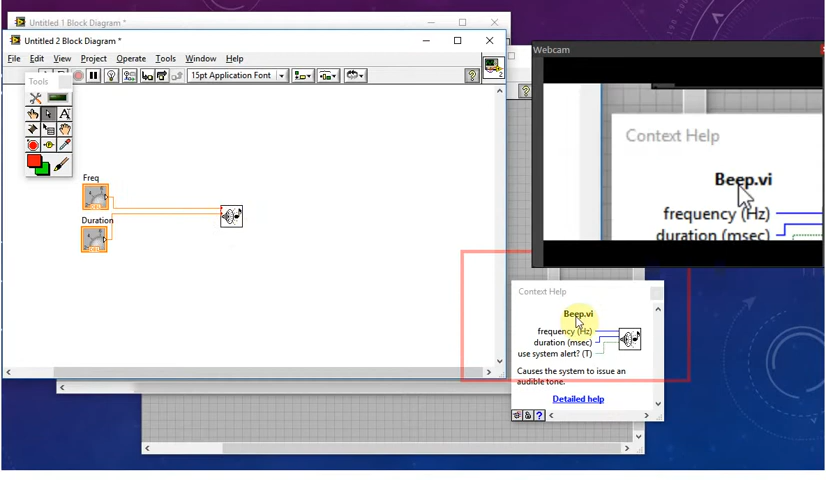 Untitled 1 Block Diagram *
Untitled 2 Block Diagram *
File Edit View Project Operate Tools Window Help
15pt Application Font
2
Tools
Freq
Duration
Webcam
Context Help
Beep.vi
frequency (Hz)
duration (msec)
Context Help
Beep.vi
frequency (Hz)
duration (msec)
use system alert? (T)
Causes the system to issue an
audible tone.
Detailed help